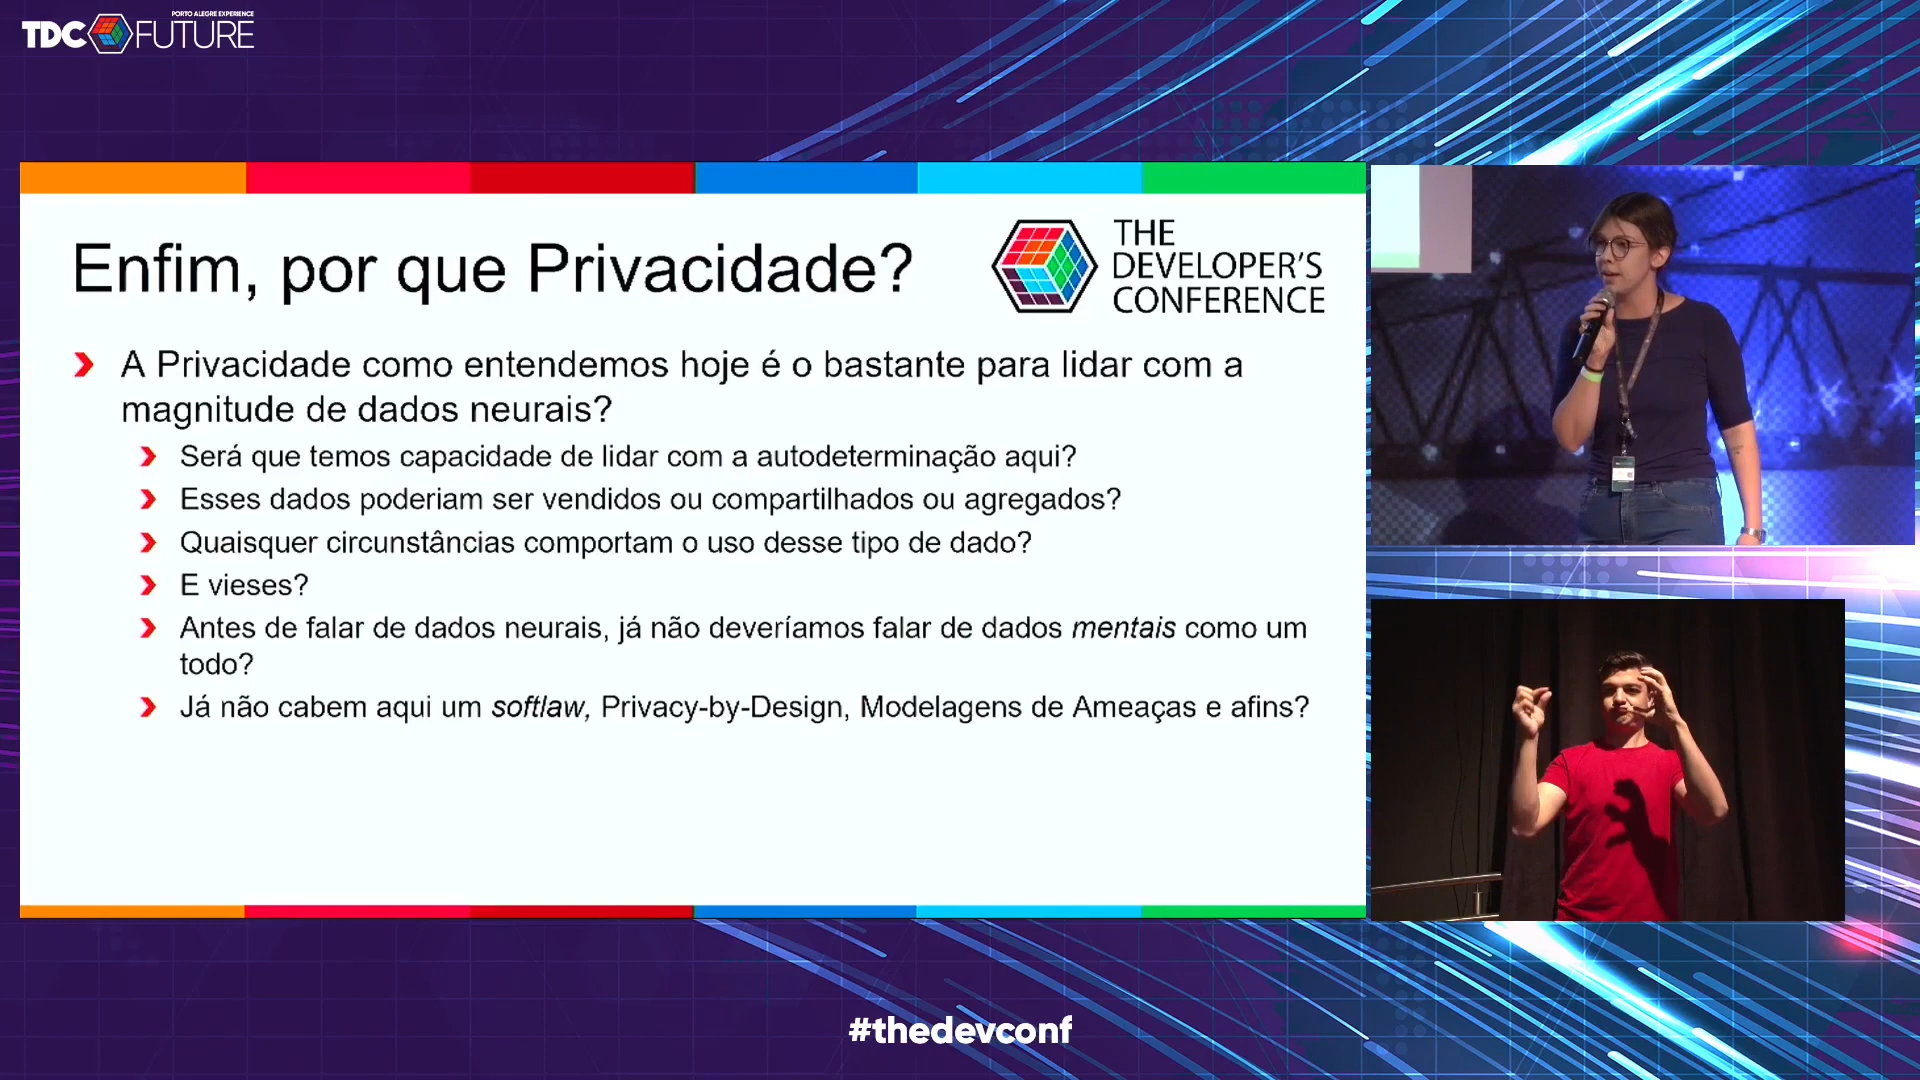 PORTO ALEGRE EXPERIENCE
TDC FUTURE
Enfim, por que Privacidade?
THE
DEVELOPER'S
CONFERENCE
A Privacidade como entendemos hoje é o bastante para lidar com a
magnitude de dados neurais?
Será que temos capacidade de lidar com a autodeterminação aqui?
Esses dados poderiam ser vendidos ou compartilhados ou agregados?
Quaisquer circunstâncias comportam o uso desse tipo de dado?
E vieses?
Antes de falar de dados neurais, já não deveríamos falar de dados mentais como um
todo?
Já não cabem aqui um softlaw, Privacy-by-Design, Modelagens de Ameaças e afins?
#thedevconf